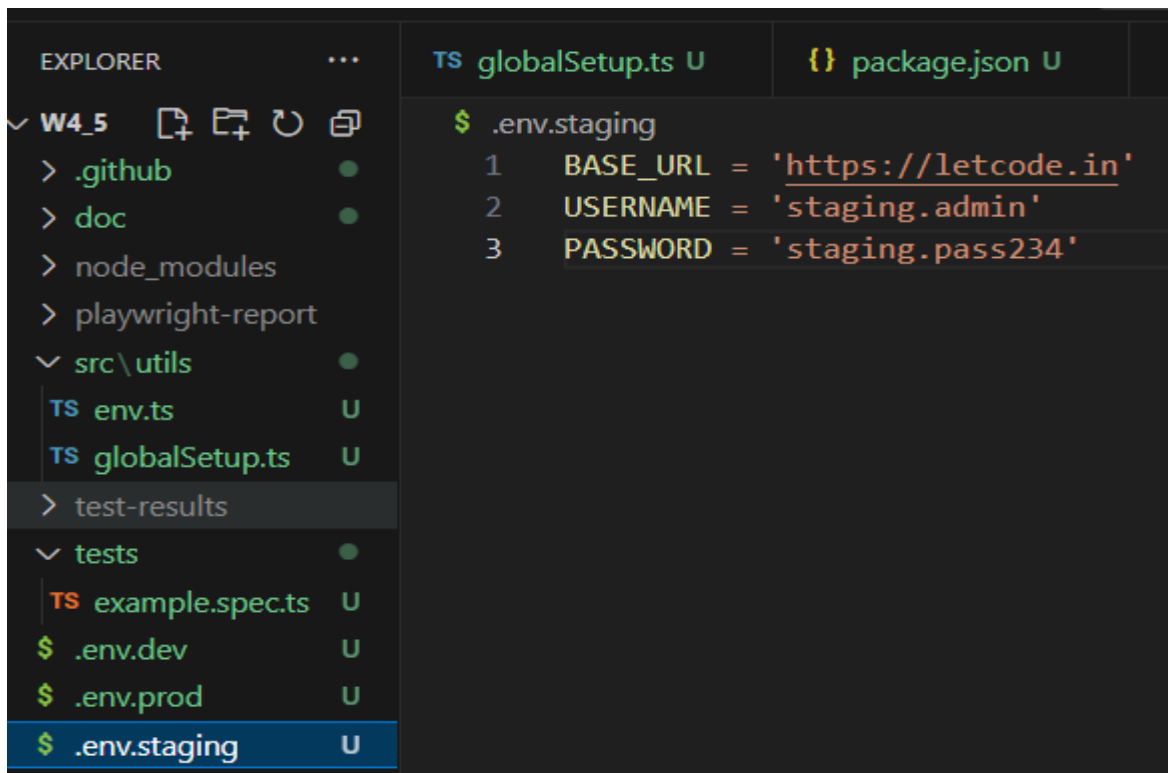 EXPLORER ...
W4_5
.github
doc
node_modules
playwright-report
src\utils
TS env.ts U
TS globalSetup.ts U
test-results
tests
TS example.spec.ts U
$ .env.dev U
$ .env.prod U
$ .env.staging U
TS globalSetup.ts U {} package.json U
$ .env.staging
1 BASE_URL = 'https://letcode.in'
2 USERNAME = 'staging.admin'
3 PASSWORD = 'staging.pass234'